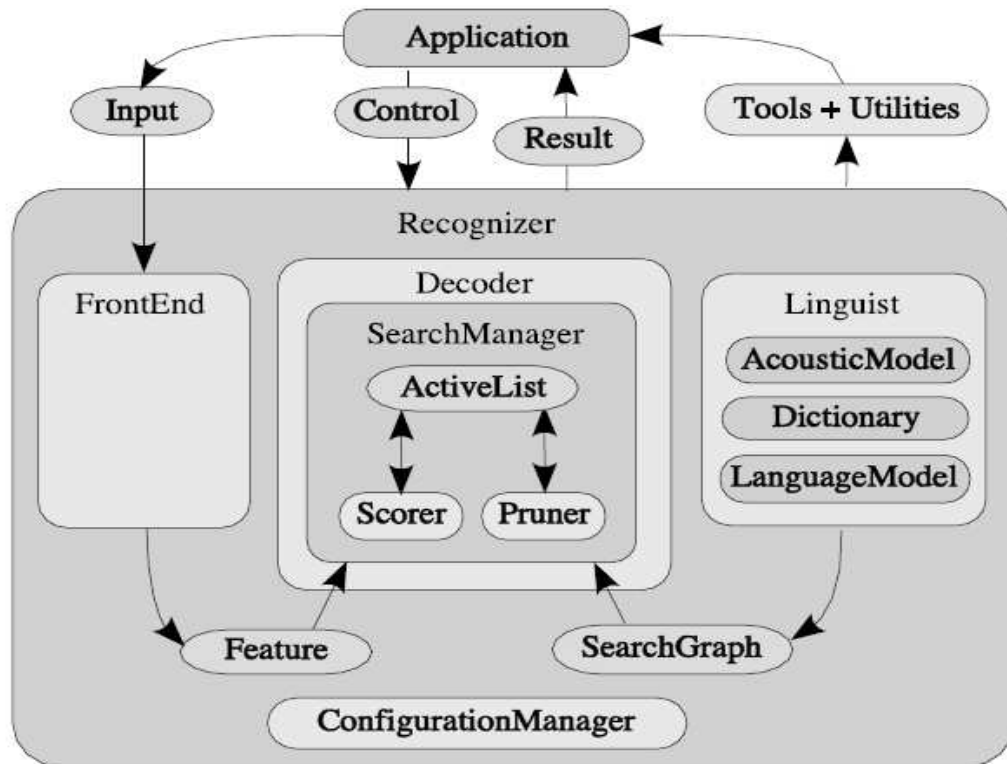 Application
Input
Control
Result
Tools + Utilities
Recognizer
FrontEnd
Decoder
SearchManager
ActiveList
Scorer
Pruner
Linguist
AcousticModel
Dictionary
LanguageModel
Feature
SearchGraph
ConfigurationManager